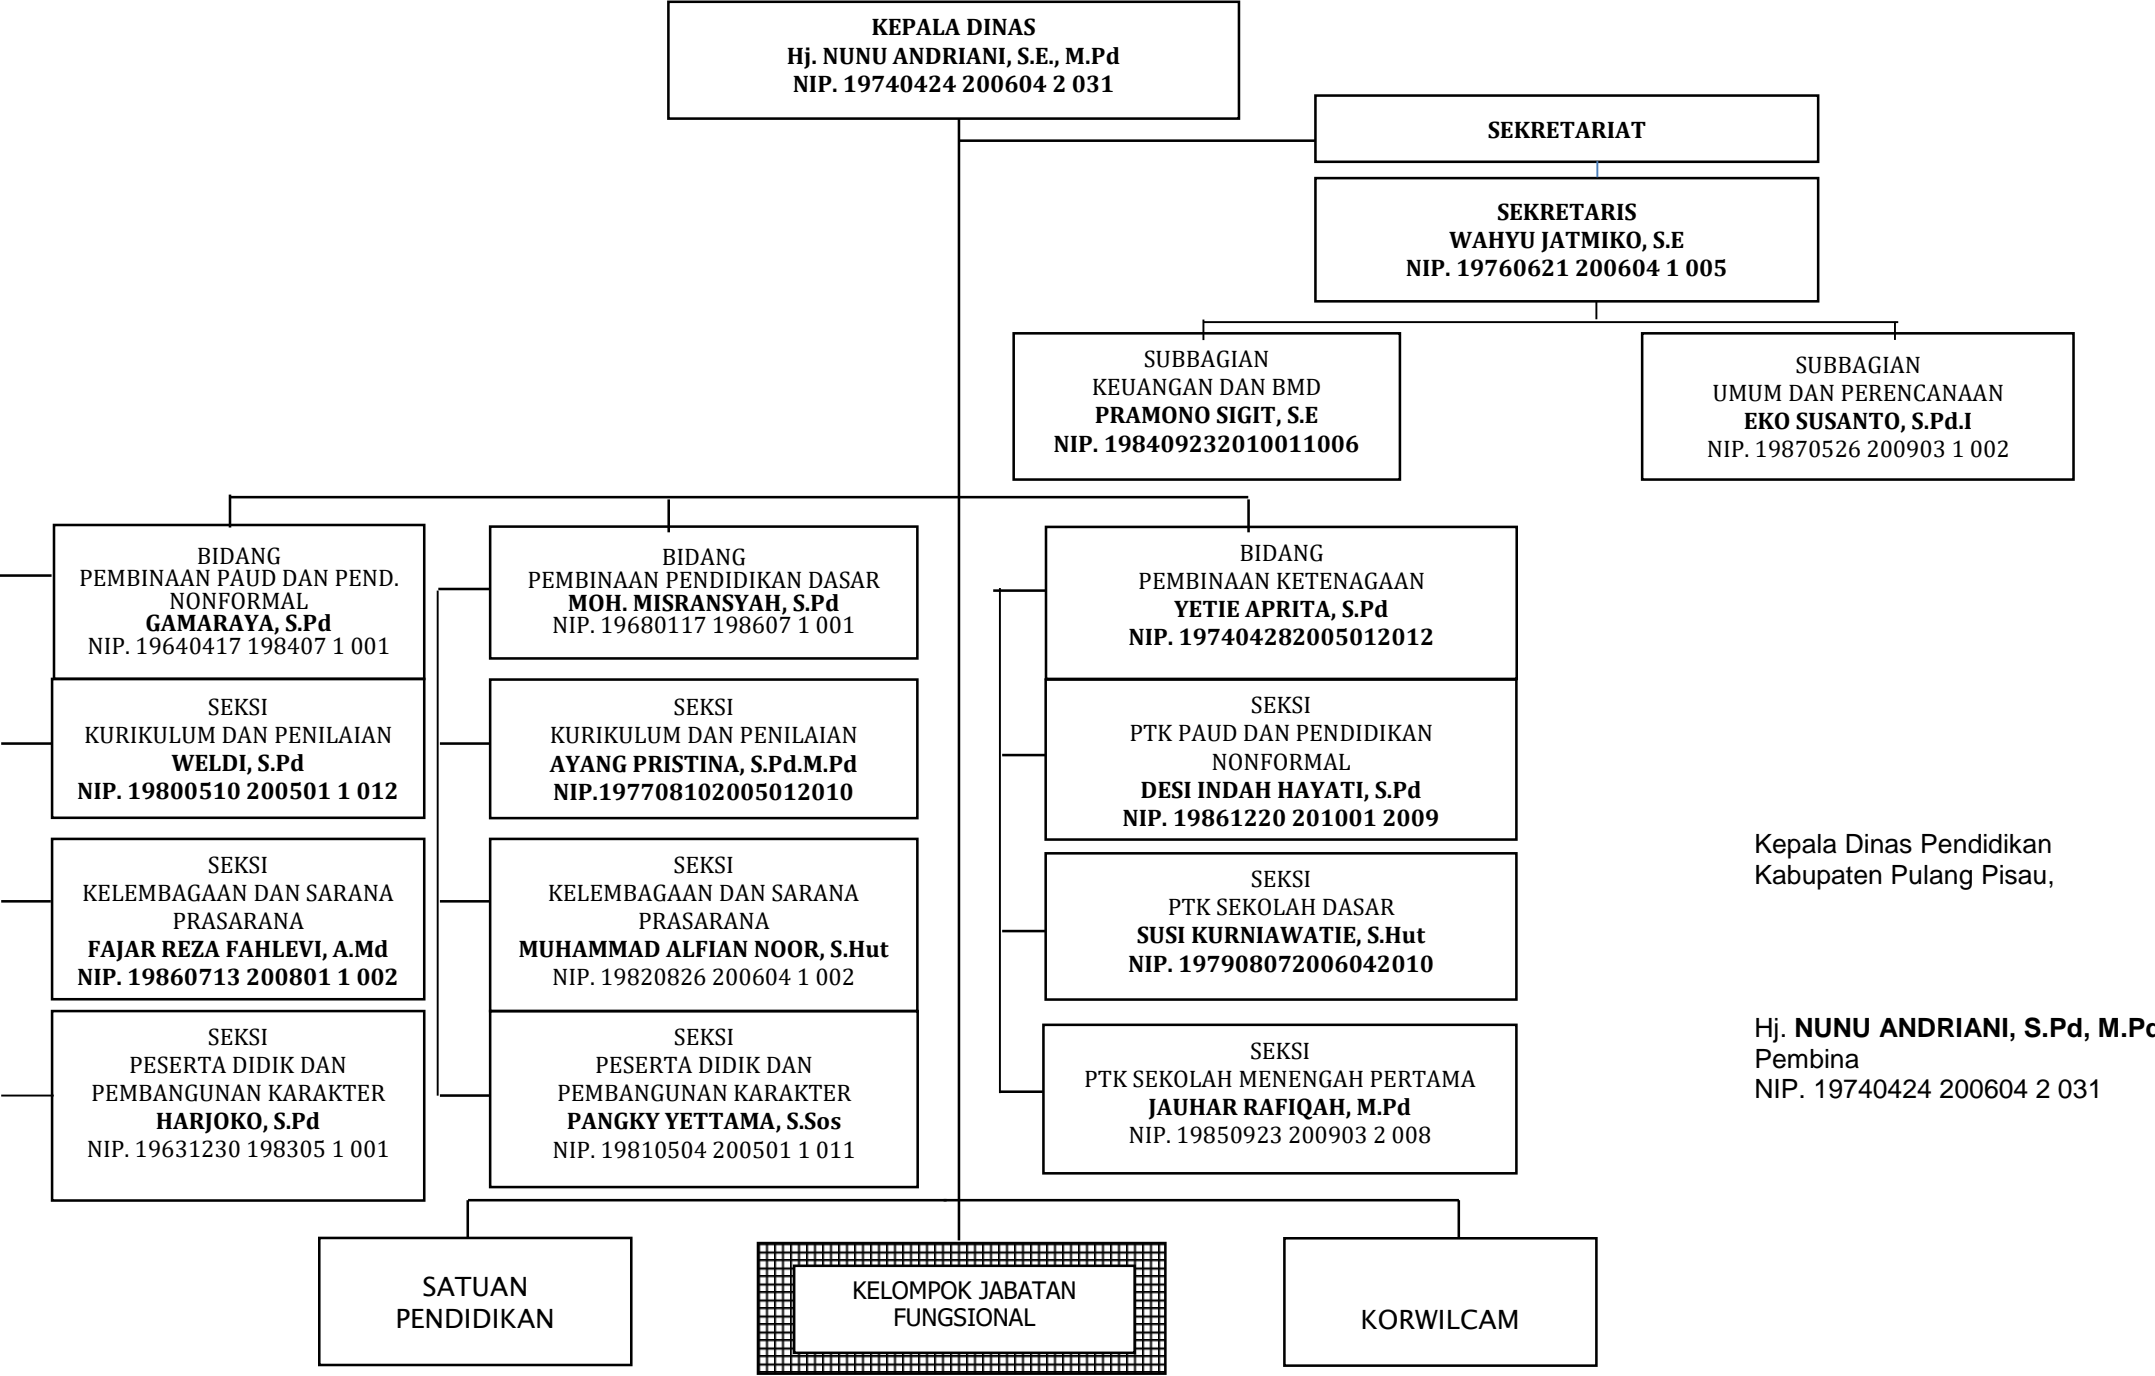 KEPALA DINAS
Hj. NUNU ANDRIANI, S.E., M.Pd
NIP. 19740424 200604 2 031
SEKRETARIAT
SEKRETARIS
WAHYU JATMIKO, S.E
NIP. 19760621 200604 1 005
SUBBAGIAN
KEUANGAN DAN BMD
PRAMONO SIGIT, S.E
NIP. 198409232010011006
SUBBAGIAN
UMUM DAN PERENCANAAN
EKO SUSANTO, S.Pd.I
NIP. 19870526 200903 1 002
BIDANG
PEMBINAAN PAUD DAN PEND.
NONFORMAL
GAMARAYA, S.Pd
NIP. 19640417 198407 1 001
SEKSI
KURIKULUM DAN PENILAIAN
WELDI, S.Pd
NIP. 19800510 200501 1 012
SEKSI
KELEMBAGAAN DAN SARANA
PRASARANA
FAJAR REZA FAHLEVI, A.Md
NIP. 19860713 200801 1 002
SEKSI
PESERTA DIDIK DAN
PEMBANGUNAN KARAKTER
HARJOKO, S.Pd
NIP. 19631230 198305 1 001
BIDANG
PEMBINAAN PENDIDIKAN DASAR
MOH. MISRANSYAH, S.Pd
NIP. 19680117 198607 1 001
SEKSI
KURIKULUM DAN PENILAIAN
AYANG PRISTINA, S.Pd.M.Pd
NIP.197708102005012010
SEKSI
KELEMBAGAAN DAN SARANA
PRASARANA
MUHAMMAD ALFIAN NOOR, S.Hut
NIP. 19820826 200604 1 002
SEKSI
PESERTA DIDIK DAN
PEMBANGUNAN KARAKTER
PANGKY YETTAMA, S.Sos
NIP. 19810504 200501 1 011
BIDANG
PEMBINAAN KETENAGAAN
YETIE APRITA, S.Pd
NIP. 197404282005012012
SEKSI
PTK PAUD DAN PENDIDIKAN
NONFORMAL
DESI INDAH HAYATI, S.Pd
NIP. 19861220 201001 2009
SEKSI
PTK SEKOLAH DASAR
SUSI KURNIAWATIE, S.Hut
NIP. 197908072006042010
SEKSI
PTK SEKOLAH MENENGAH PERTAMA
JAUHAR RAFIQAH, M.Pd
NIP. 19850923 200903 2 008
Kepala Dinas Pendidikan
Kabupaten Pulang Pisau,
Hj. NUNU ANDRIANI, S.Pd, M.Pd
Pembina
NIP. 19740424 200604 2 031
SATUAN
PENDIDIKAN
KELOMPOK JABATAN
FUNGSIONAL
KORWILCAM